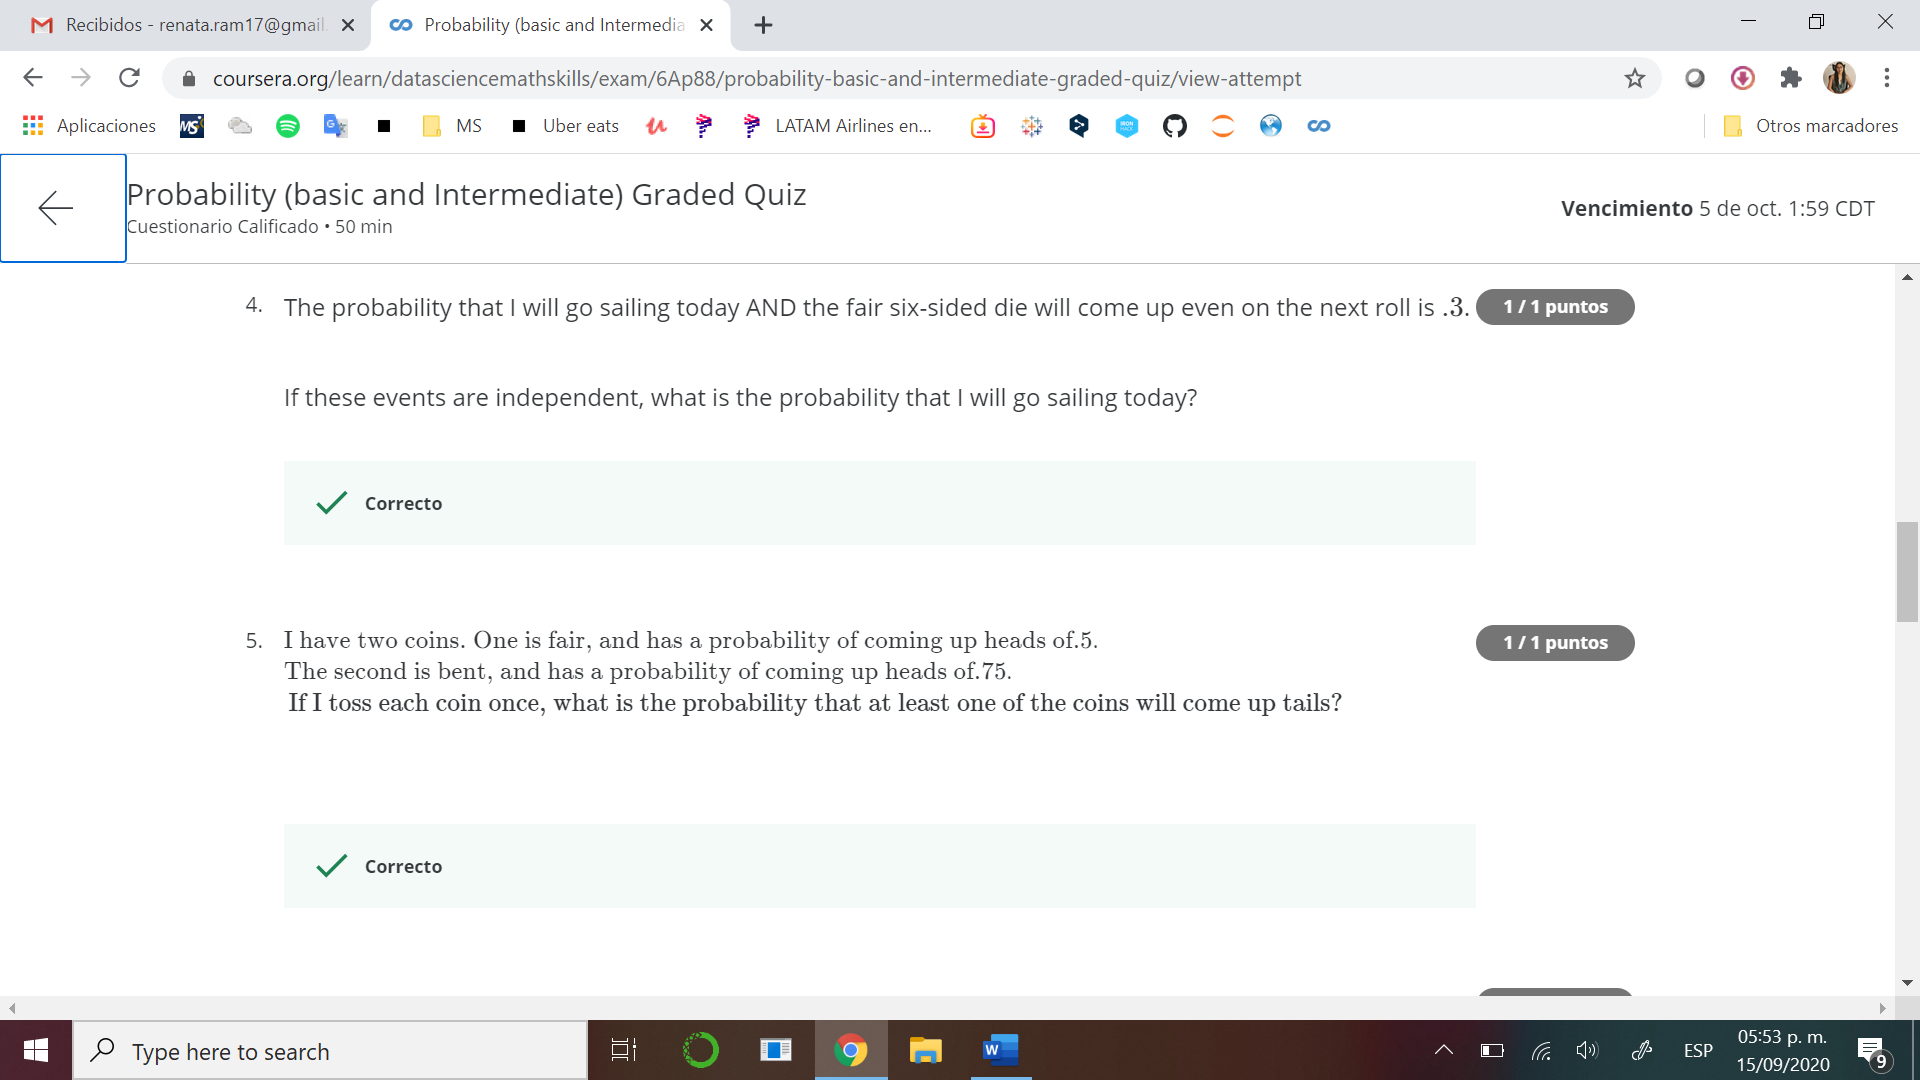 Recibidos - renata.ram17@gmail.
Probability (basic and Intermedia
coursera.org/learn/datasciencemathskills/exam/6Ap88/probability-basic-and-intermediate-graded-quiz/view-attempt
Aplicaciones
MS
MS
Uber eats
LATAM Airlines en...
Otros marcadores
Probability (basic and Intermediate) Graded Quiz
Cuestionario Calificado • 50 min
Vencimiento 5 de oct. 1:59 CDT
4. The probability that I will go sailing today AND the fair six-sided die will come up even on the next roll is .3.
1 / 1 puntos
If these events are independent, what is the probability that I will go sailing today?
Correcto
5. I have two coins. One is fair, and has a probability of coming up heads of.5.
1 / 1 puntos
The second is bent, and has a probability of coming up heads of.75.
If I toss each coin once, what is the probability that at least one of the coins will come up tails?
Correcto
Type here to search
W
ESP
05:53 p. m.
15/09/2020
9